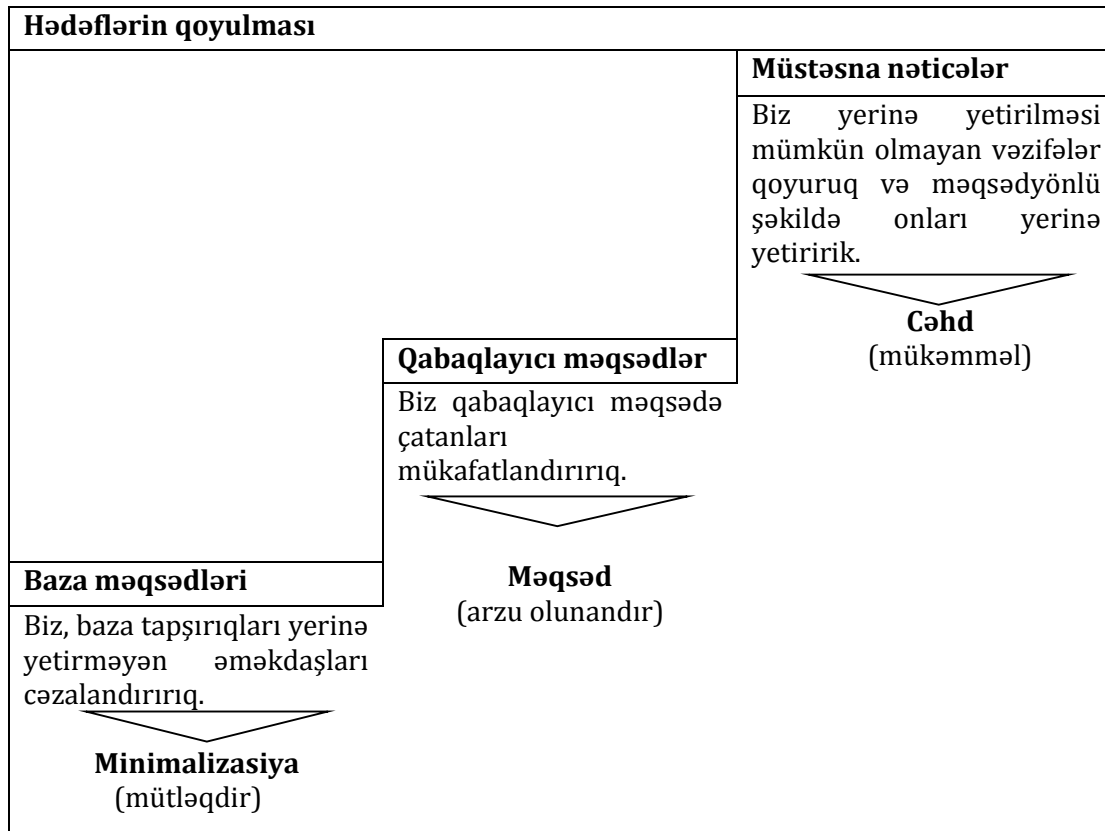 Hədəflərin qoyulması
Müstəsna nəticələr
Biz yerinə yetirilməsi
mümkün olmayan vəzifələr
qoyuruq və məqsədyönlü
şəkildə onları yerinə
yetiririk.
Cəhd
(mükəmməl)
Qabaqlayıcı məqsədlər
Biz qabaqlayıcı məqsədə
çatanları
mükafatlandırırıq.
Məqsəd
(arzu olunandır)
Baza məqsədləri
Biz, baza tapşırıqları yerinə
yetirməyən əməkdaşları
cəzalandırırıq.
Minimalizasiya
(mütləqdir)